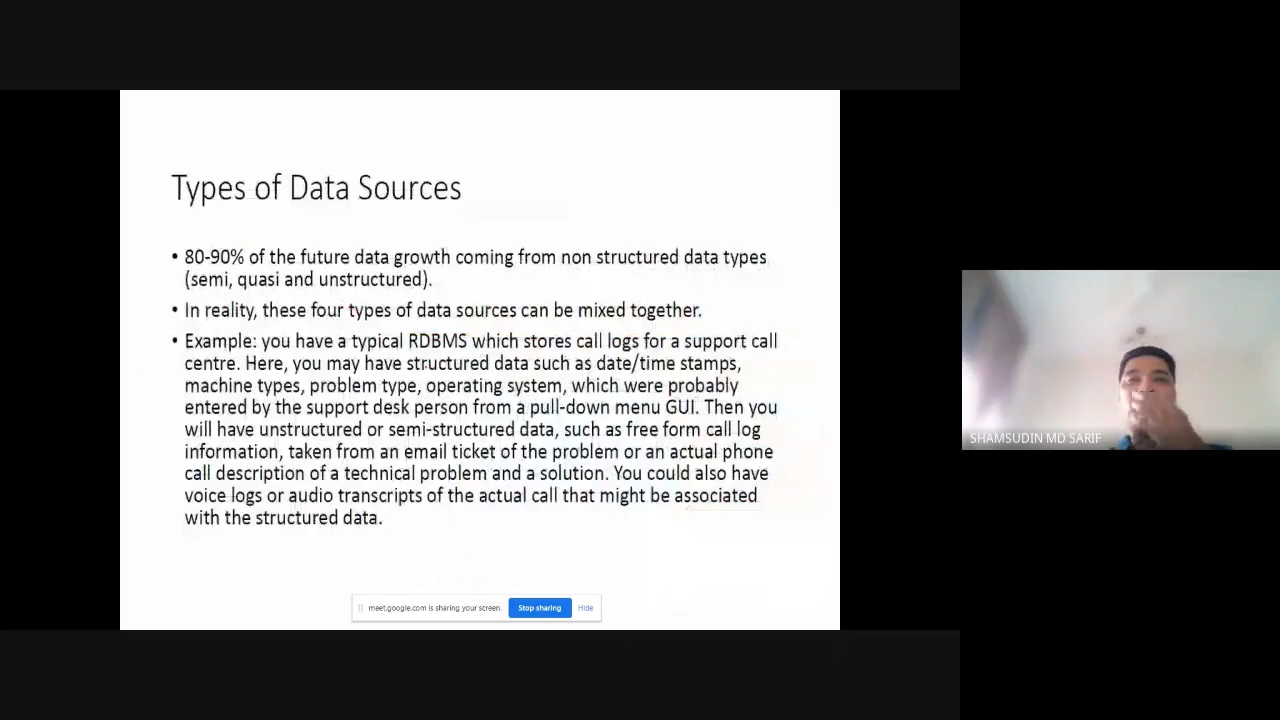 Types of Data Sources
• 80-90% of the future data growth coming from non structured data types
(semi, quasi and unstructured).
• In reality, these four types of data sources can be mixed together.
• Example: you have a typical RDBMS which stores call logs for a support call
centre. Here, you may have structured data such as date/time stamps,
machine types, problem type, operating system, which were probably
entered by the support desk person from a pull-down menu GUI. Then you
will have unstructured or semi-structured data, such as free form call log
information, taken from an email ticket of the problem or an actual phone
call description of a technical problem and a solution. You could also have
voice logs or audio transcripts of the actual call that might be associated
with the structured data.
meet.google.com is sharing your screen. Stop sharing Hide
SHAMSUDIN MD SARIF